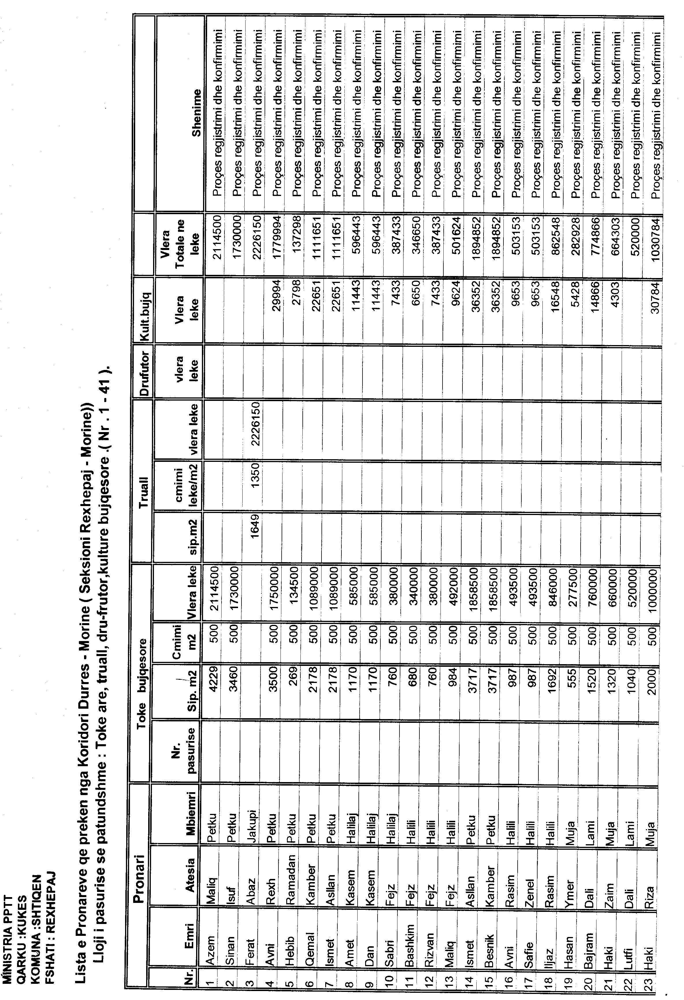 MINISTRIA PPTT
QARKU :KUKES
KOMUNA :SHTIQEN
FSHATI : REXHEPAJ
Lista e Pronareve qe preken nga Koridori Durres - Morine ( Seksioni Rexhepaj - Morine))
Lloji i pasurise se patundshme : Toke are, truall, dru-frutor,kulture bujqesore .( Nr . 1 - 41 ).
Pronari Toke bujqesore Truall Drufutor Kult.bujq
Nr. Emri Atesia Mbiemri Nr. pasurise Sip. m2 Cmimi m2 Vlera leke sip.m2 cmimi leke/m2 vlera leke vlera leke Vlera leke Vlera Totale ne leke Shenime
1 Azem Maliq Petku 4229 500 2114500 2114500 Proçes regjistrimi dhe konfirmimi
2 Sinan Isuf Petku 3460 500 1730000 1730000 Proçes regjistrimi dhe konfirmimi
3 Ferat Abaz Jakupi 1649 1350 2226150 2226150 Proçes regjistrimi dhe konfirmimi
4 Avni Rexh Petku 3500 500 1750000 29994 1779994 Proçes regjistrimi dhe konfirmimi
5 Hebib Ramadan Petku 269 500 134500 2798 137298 Proçes regjistrimi dhe konfirmimi
6 Qemal Kamber Petku 2178 500 1089000 22651 1111651 Proçes regjistrimi dhe konfirmimi
7 Ismet Asllan Petku 2178 500 1089000 22651 1111651 Proçes regjistrimi dhe konfirmimi
8 Amet Kasem Halilaj 1170 500 585000 11443 596443 Proçes regjistrimi dhe konfirmimi
9 Dan Kasem Halilaj 1170 500 585000 11443 596443 Proçes regjistrimi dhe konfirmimi
10 Sabri Fejz Halilaj 760 500 380000 7433 387433 Proçes regjistrimi dhe konfirmimi
11 Bashkim Fejz Halili 680 500 340000 6650 346650 Proçes regjistrimi dhe konfirmimi
12 Rizvan Fejz Halili 760 500 380000 7433 387433 Proçes regjistrimi dhe konfirmimi
13 Maliq Fejz Halili 984 500 492000 9624 501624 Proçes regjistrimi dhe konfirmimi
14 Ismet Asllan Petku 3717 500 1858500 36352 1894852 Proçes regjistrimi dhe konfirmimi
15 Besnik Kamber Petku 3717 500 1858500 36352 1894852 Proçes regjistrimi dhe konfirmimi
16 Avni Rasim Halili 987 500 493500 9653 503153 Proçes regjistrimi dhe konfirmimi
17 Safie Zenel Halili 987 500 493500 9653 503153 Proçes regjistrimi dhe konfirmimi
18 Iljaz Rasim Halili 1692 500 846000 16548 862548 Proçes regjistrimi dhe konfirmimi
19 Hasan Ymer Muja 555 500 277500 5428 282928 Proçes regjistrimi dhe konfirmimi
20 Bajram Dali Lami 1520 500 760000 14866 774866 Proçes regjistrimi dhe konfirmimi
21 Haki Zaim Muja 1320 500 660000 4303 664303 Proçes regjistrimi dhe konfirmimi
22 Lutfi Dali Lami 1040 500 520000 520000 Proçes regjistrimi dhe konfirmimi
23 Haki Riza Muja 2000 500 1000000 30784 1030784 Proçes regjistrimi dhe konfirmimi